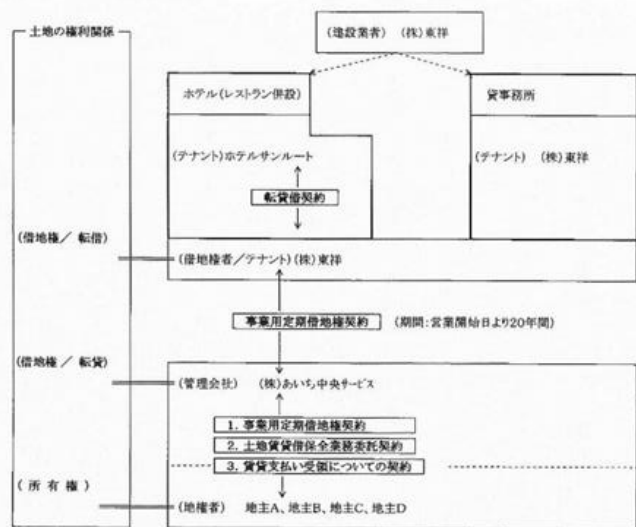 土地の権利関係
(建設業者) (株)東祥
ホテル(レストラン併設)
貸事務所
(テナント)ホテルサンルート
(テナント) (株)東祥
転貸借契約
(借地権/ 転借)
(借地権者/テナント)(株)東祥
事業用定期借地権契約
(期間:営業開始日より20年間)
(借地権 / 転貸)
(管理会社) (株)あいち中央サービス
1. 事業用定期借地権契約
2. 土地賃貸借保全業務委託契約
3. 賃貸支払い受領についての契約
( 所 有 権 )
(地権者) 地主A、地主B、地主C、地主D